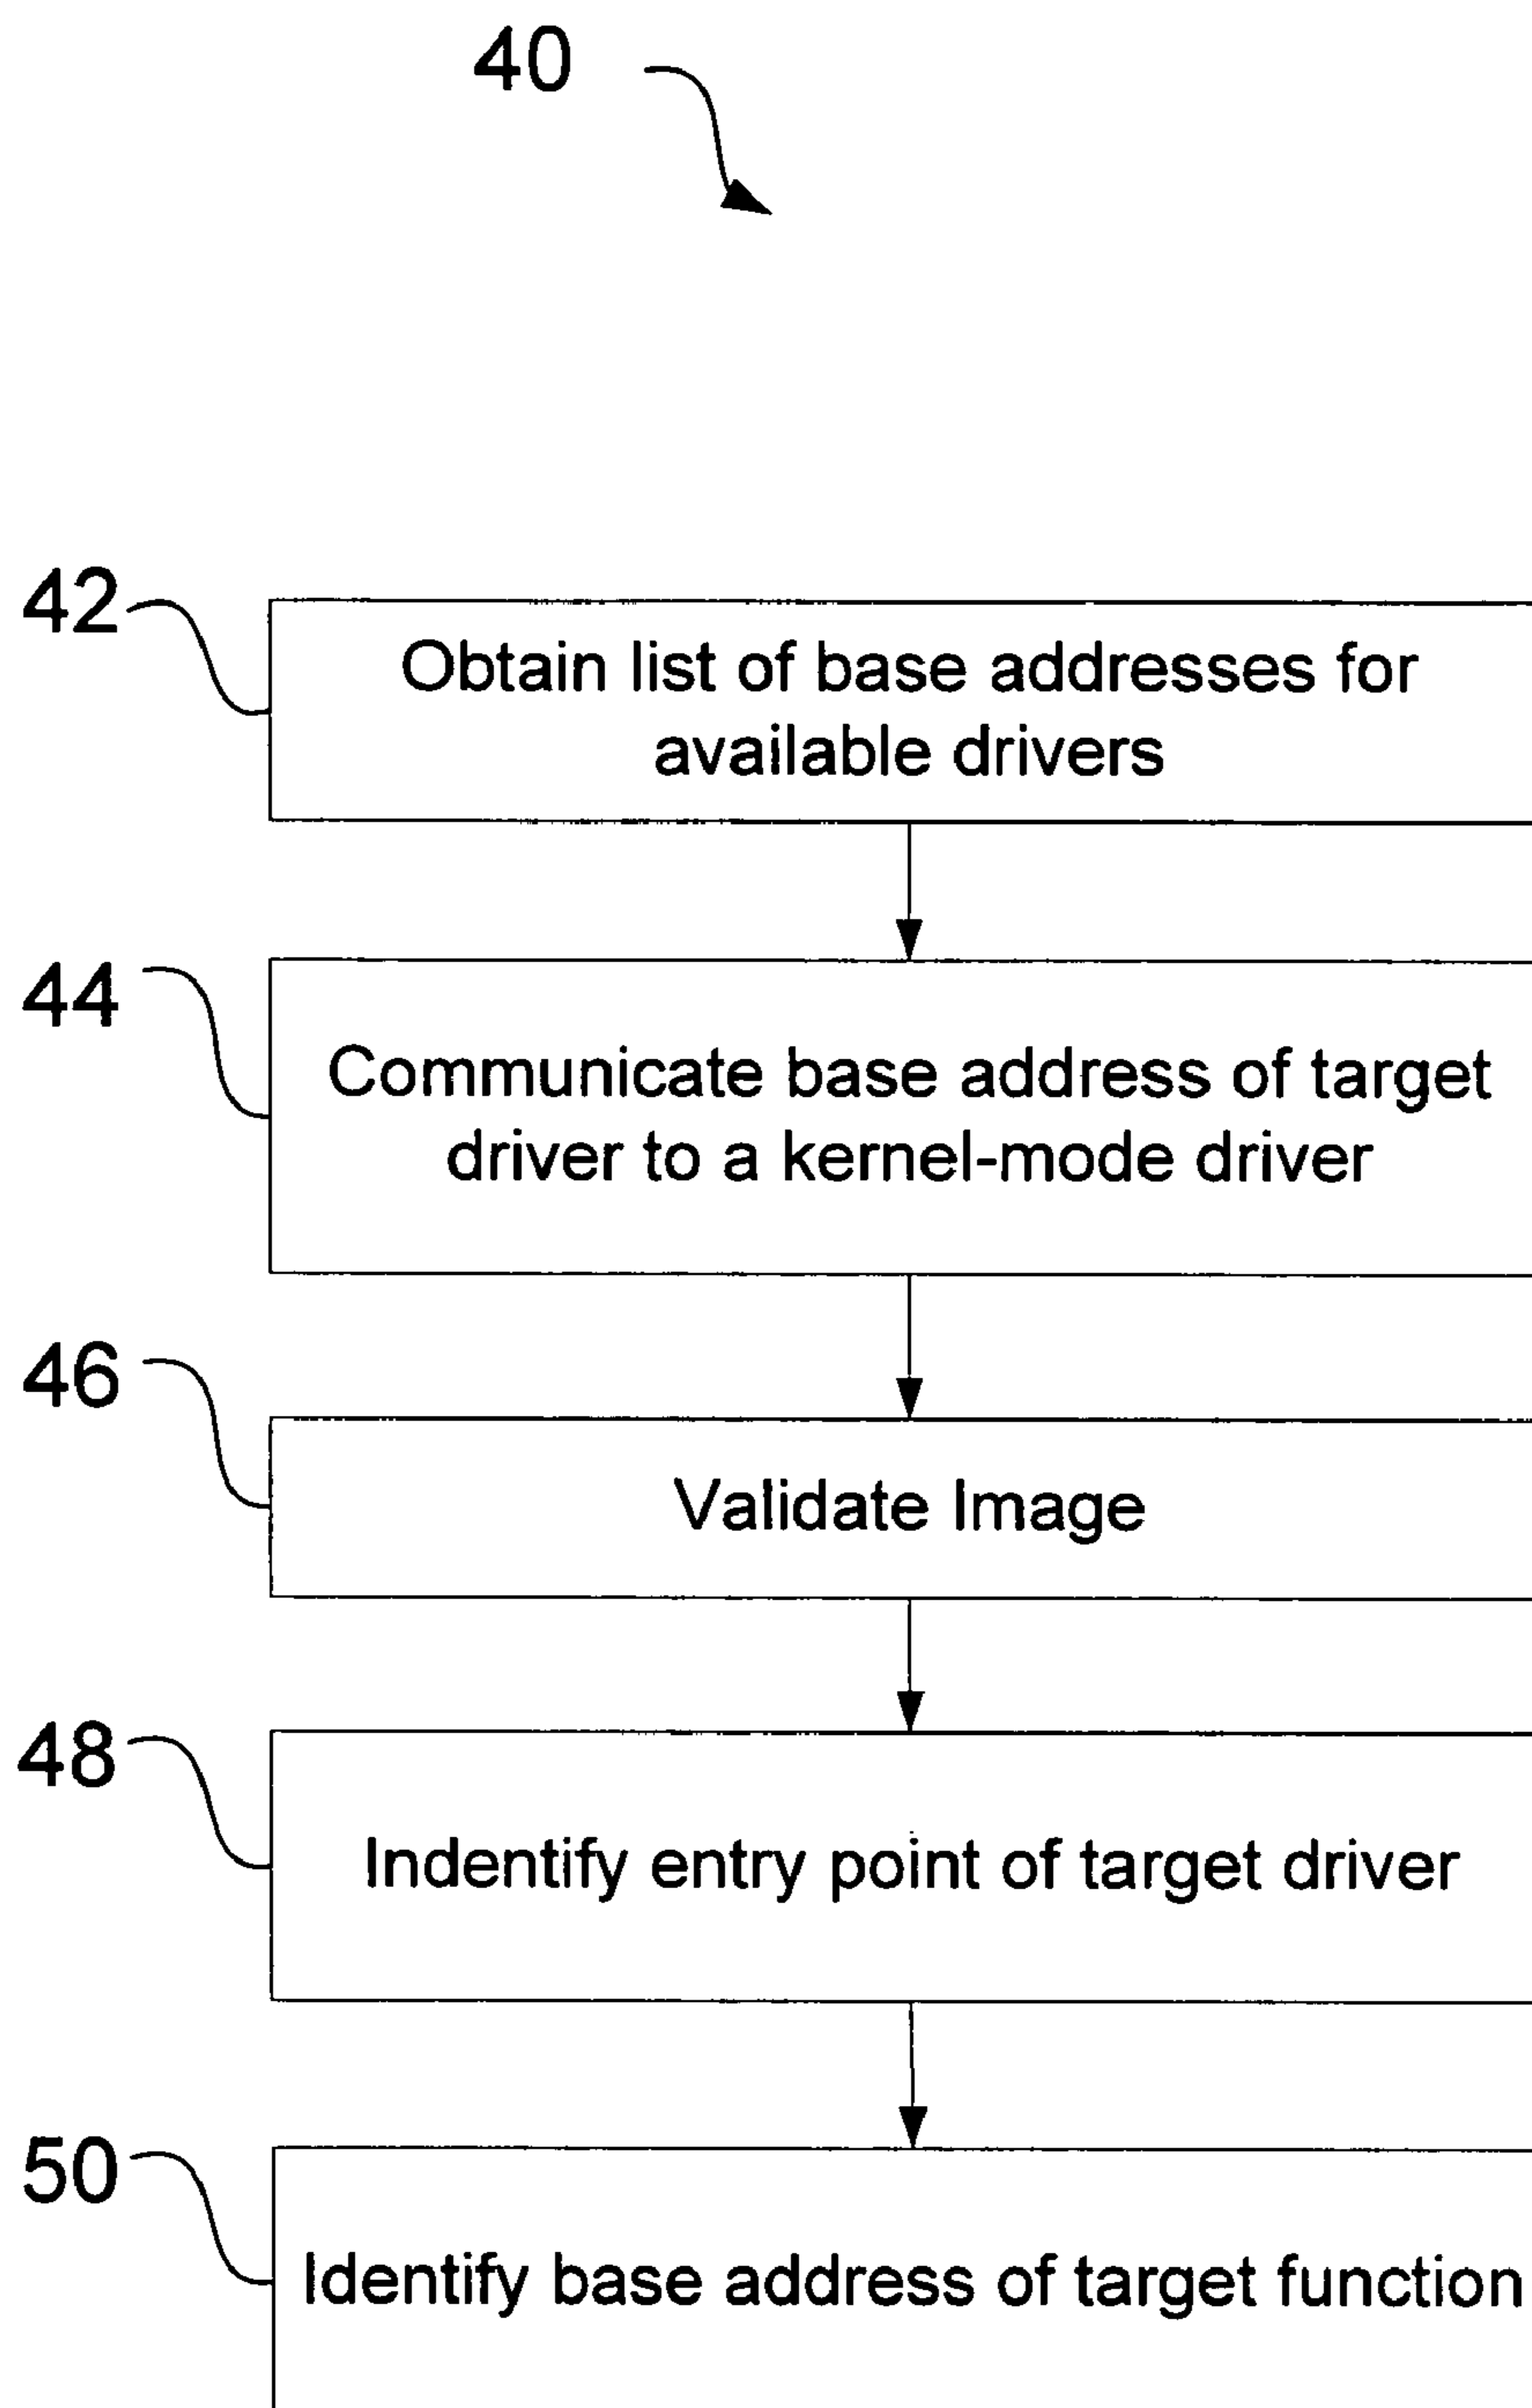 40
42
Obtain list of base addresses for
available drivers
44
Communicate base address of target
driver to a kernel-mode driver
46
Validate Image
48
Indentify entry point of target driver
50
Identify base address of target function